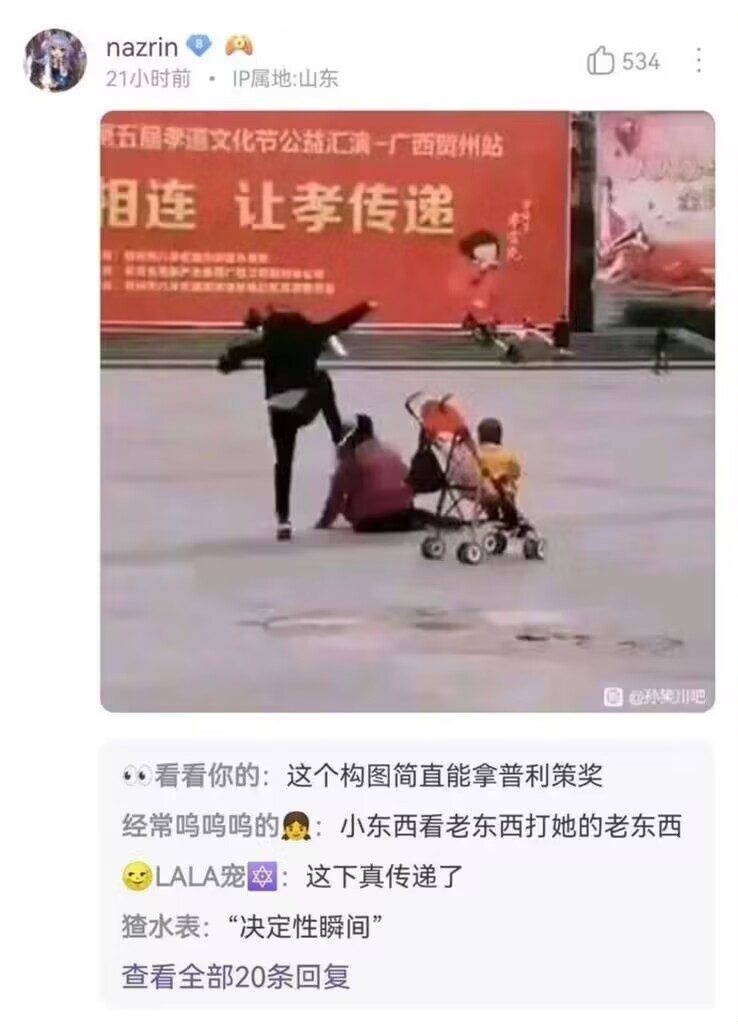 nazrin
21小时前 · IP属地:山东
534
第五届孝道文化节公益汇演-广西贺州站
相连 让孝传递
@孙笑川吧
👀看看你的：这个构图简直能拿普利策奖
经常呜呜呜的👧：小东西看老东西打她的老东西
🌝LALA宠🔯：这下真传递了
猹水表：“决定性瞬间”
查看全部20条回复